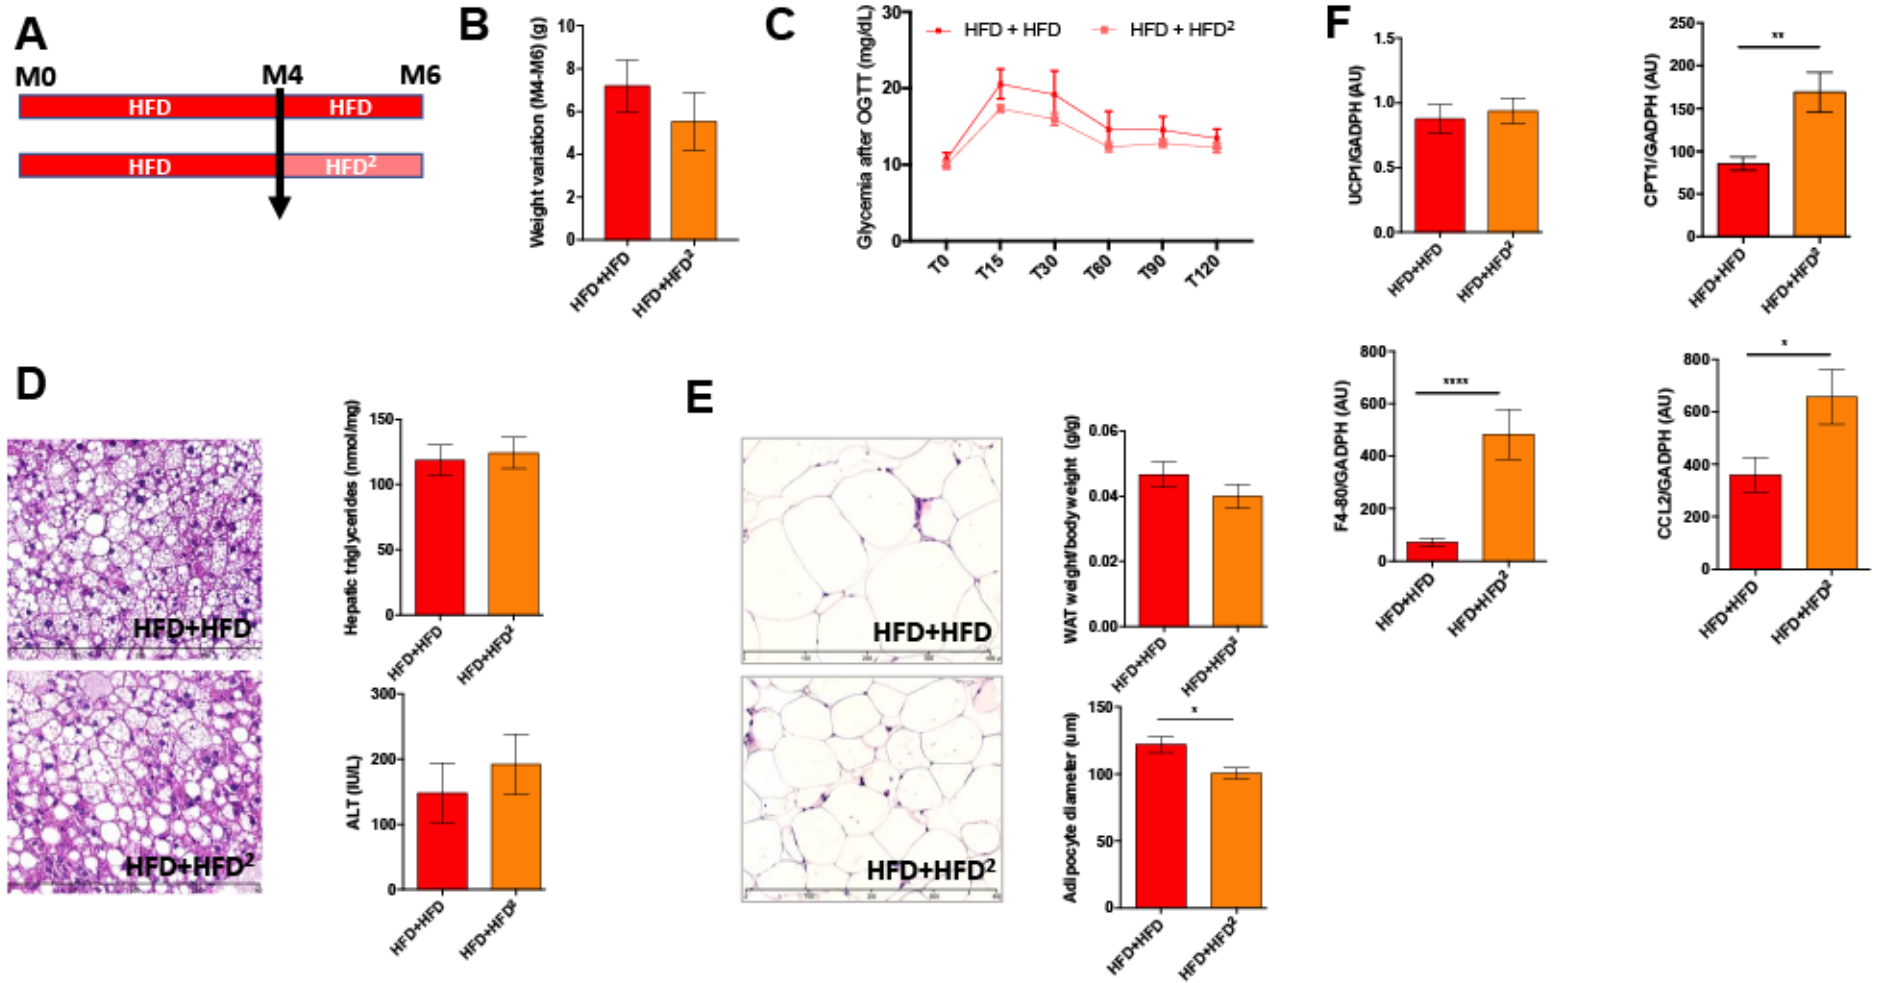 A
M0 M4 M6
HFD HFD
HFD HFD²
B
Weight variation (M4-M6) (g)
10
8
6
4
2
0
HFD+HFD
HFD+HFD²
C
Glycemia after OGTT (mg/dL)
HFD + HFD
HFD + HFD²
30
20
10
0
T0 T15 T30 T60 T90 T120
D
HFD+HFD
HFD+HFD²
Hepatic triglycerides (nmol/mg)
150
100
50
0
HFD+HFD
HFD+HFD²
ALT (IU/L)
300
200
100
0
HFD+HFD
HFD+HFD²
E
HFD+HFD
HFD+HFD²
WAT weight/bodyweight (g/g)
0.06
0.04
0.02
0.00
HFD+HFD
HFD+HFD²
Adipocyte diameter (um)
150
100
50
0
x
HFD+HFD
HFD+HFD²
F
UCP1/GADPH (AU)
1.5
1.0
0.5
0.0
HFD+HFD
HFD+HFD²
CPT1/GADPH (AU)
250
200
150
100
50
0
xx
HFD+HFD
HFD+HFD²
F4-80/GADPH (AU)
800
600
400
200
0
xxxx
HFD+HFD
HFD+HFD²
CCL2/GADPH (AU)
800
600
400
200
0
x
HFD+HFD
HFD+HFD²